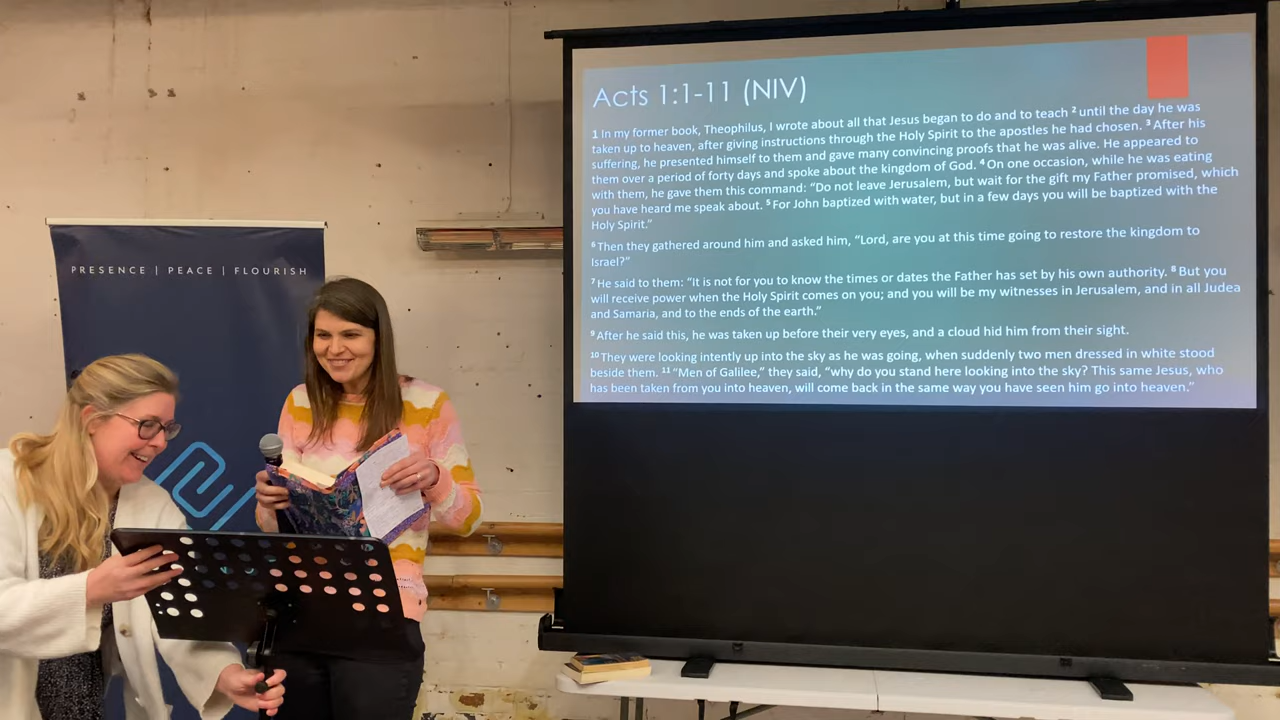 PRESENCE | PEACE | FLOURISH
Acts 1:1-11 (NIV)
1 In my former book, Theophilus, I wrote about all that Jesus began to do and to teach 2 until the day he was
taken up to heaven, after giving instructions through the Holy Spirit to the apostles he had chosen. 3 After his
suffering, he presented himself to them and gave many convincing proofs that he was alive. He appeared to
them over a period of forty days and spoke about the kingdom of God. 4 On one occasion, while he was eating
with them, he gave them this command: “Do not leave Jerusalem, but wait for the gift my Father promised, which
you have heard me speak about. 5 For John baptized with water, but in a few days you will be baptized with the
Holy Spirit.”
6 Then they gathered around him and asked him, “Lord, are you at this time going to restore the kingdom to
Israel?”
7 He said to them: “It is not for you to know the times or dates the Father has set by his own authority. 8 But you
will receive power when the Holy Spirit comes on you; and you will be my witnesses in Jerusalem, and in all Judea
and Samaria, and to the ends of the earth.”
9 After he said this, he was taken up before their very eyes, and a cloud hid him from their sight.
10 They were looking intently up into the sky as he was going, when suddenly two men dressed in white stood
beside them. 11 “Men of Galilee,” they said, “why do you stand here looking into the sky? This same Jesus, who
has been taken from you into heaven, will come back in the same way you have seen him go into heaven.”